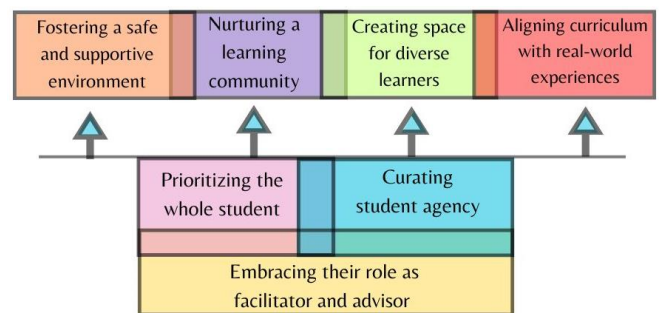 Fostering a safe
and supportive
environment
Nurturing a
learning
community
Creating space
for diverse
learners
Aligning curriculum
with real-world
experiences
Prioritizing the
whole student
Curating
student agency
Embracing their role as
facilitator and advisor